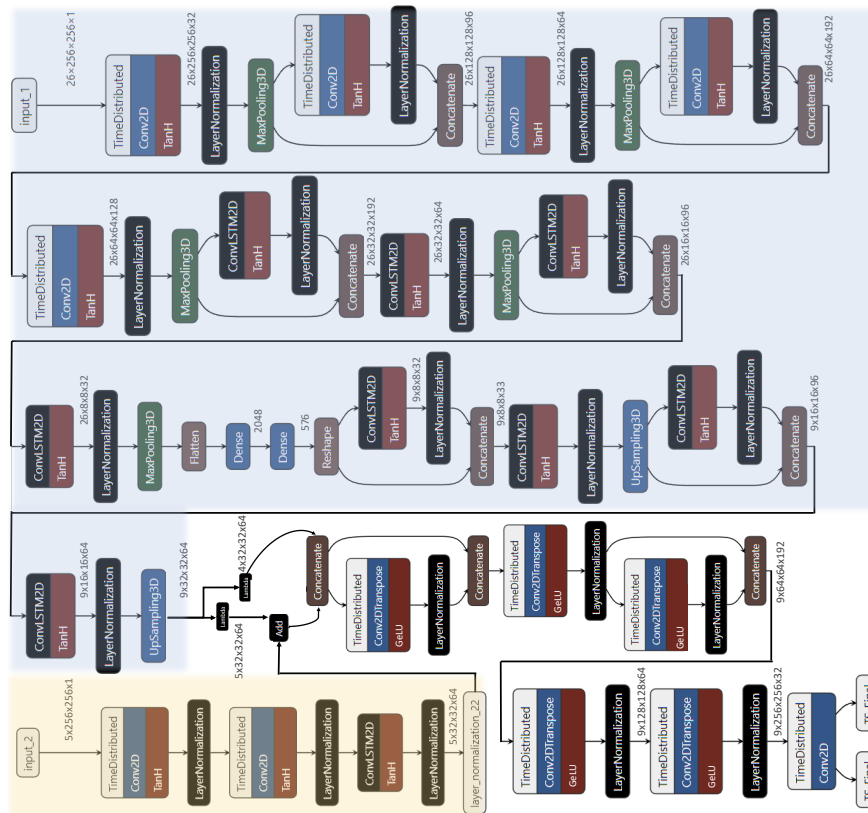 input_1
26×256×256×1
TimeDistributed
Conv2D
TanH
26x256x256x32
LayerNormalization
MaxPooling3D
TimeDistributed
Conv2D
TanH
LayerNormalization
Concatenate
26x128x128x96
TimeDistributed
Conv2D
TanH
26x128x128x64
LayerNormalization
MaxPooling3D
TimeDistributed
Conv2D
TanH
LayerNormalization
Concatenate
26x64x64x192
TimeDistributed
Conv2D
TanH
26x64x64x128
LayerNormalization
MaxPooling3D
ConvLSTM2D
TanH
LayerNormalization
Concatenate
26x32x32x192
ConvLSTM2D
TanH
26x32x32x64
LayerNormalization
MaxPooling3D
ConvLSTM2D
TanH
LayerNormalization
Concatenate
26x16x16x96
ConvLSTM2D
TanH
26x8x8x32
LayerNormalization
MaxPooling3D
Flatten
Dense
2048
Dense
576
Reshape
ConvLSTM2D
TanH
9x8x8x32
LayerNormalization
Concatenate
9x8x8x33
ConvLSTM2D
TanH
LayerNormalization
UpSampling3D
ConvLSTM2D
TanH
LayerNormalization
Concatenate
9x16x16x96
ConvLSTM2D
TanH
9x16x16x64
LayerNormalization
UpSampling3D
9x32x32x64
Lambda
4x32x32x64
Lambda
5x32x32x64
Add
Concatenate
TimeDistributed
Conv2DTranspose
GeLU
LayerNormalization
Concatenate
TimeDistributed
Conv2DTranspose
GeLU
LayerNormalization
TimeDistributed
Conv2DTranspose
GeLU
LayerNormalization
Concatenate
9x64x64x192
input_2
5x256x256x1
TimeDistributed
Conv2D
TanH
LayerNormalization
TimeDistributed
Conv2D
TanH
LayerNormalization
ConvLSTM2D
TanH
LayerNormalization
5x32x32x64
layer_normalization_22
TimeDistributed
Conv2DTranspose
GeLU
LayerNormalization
9x128x128x64
TimeDistributed
Conv2DTranspose
GeLU
LayerNormalization
9x256x256x32
TimeDistributed
Conv2D